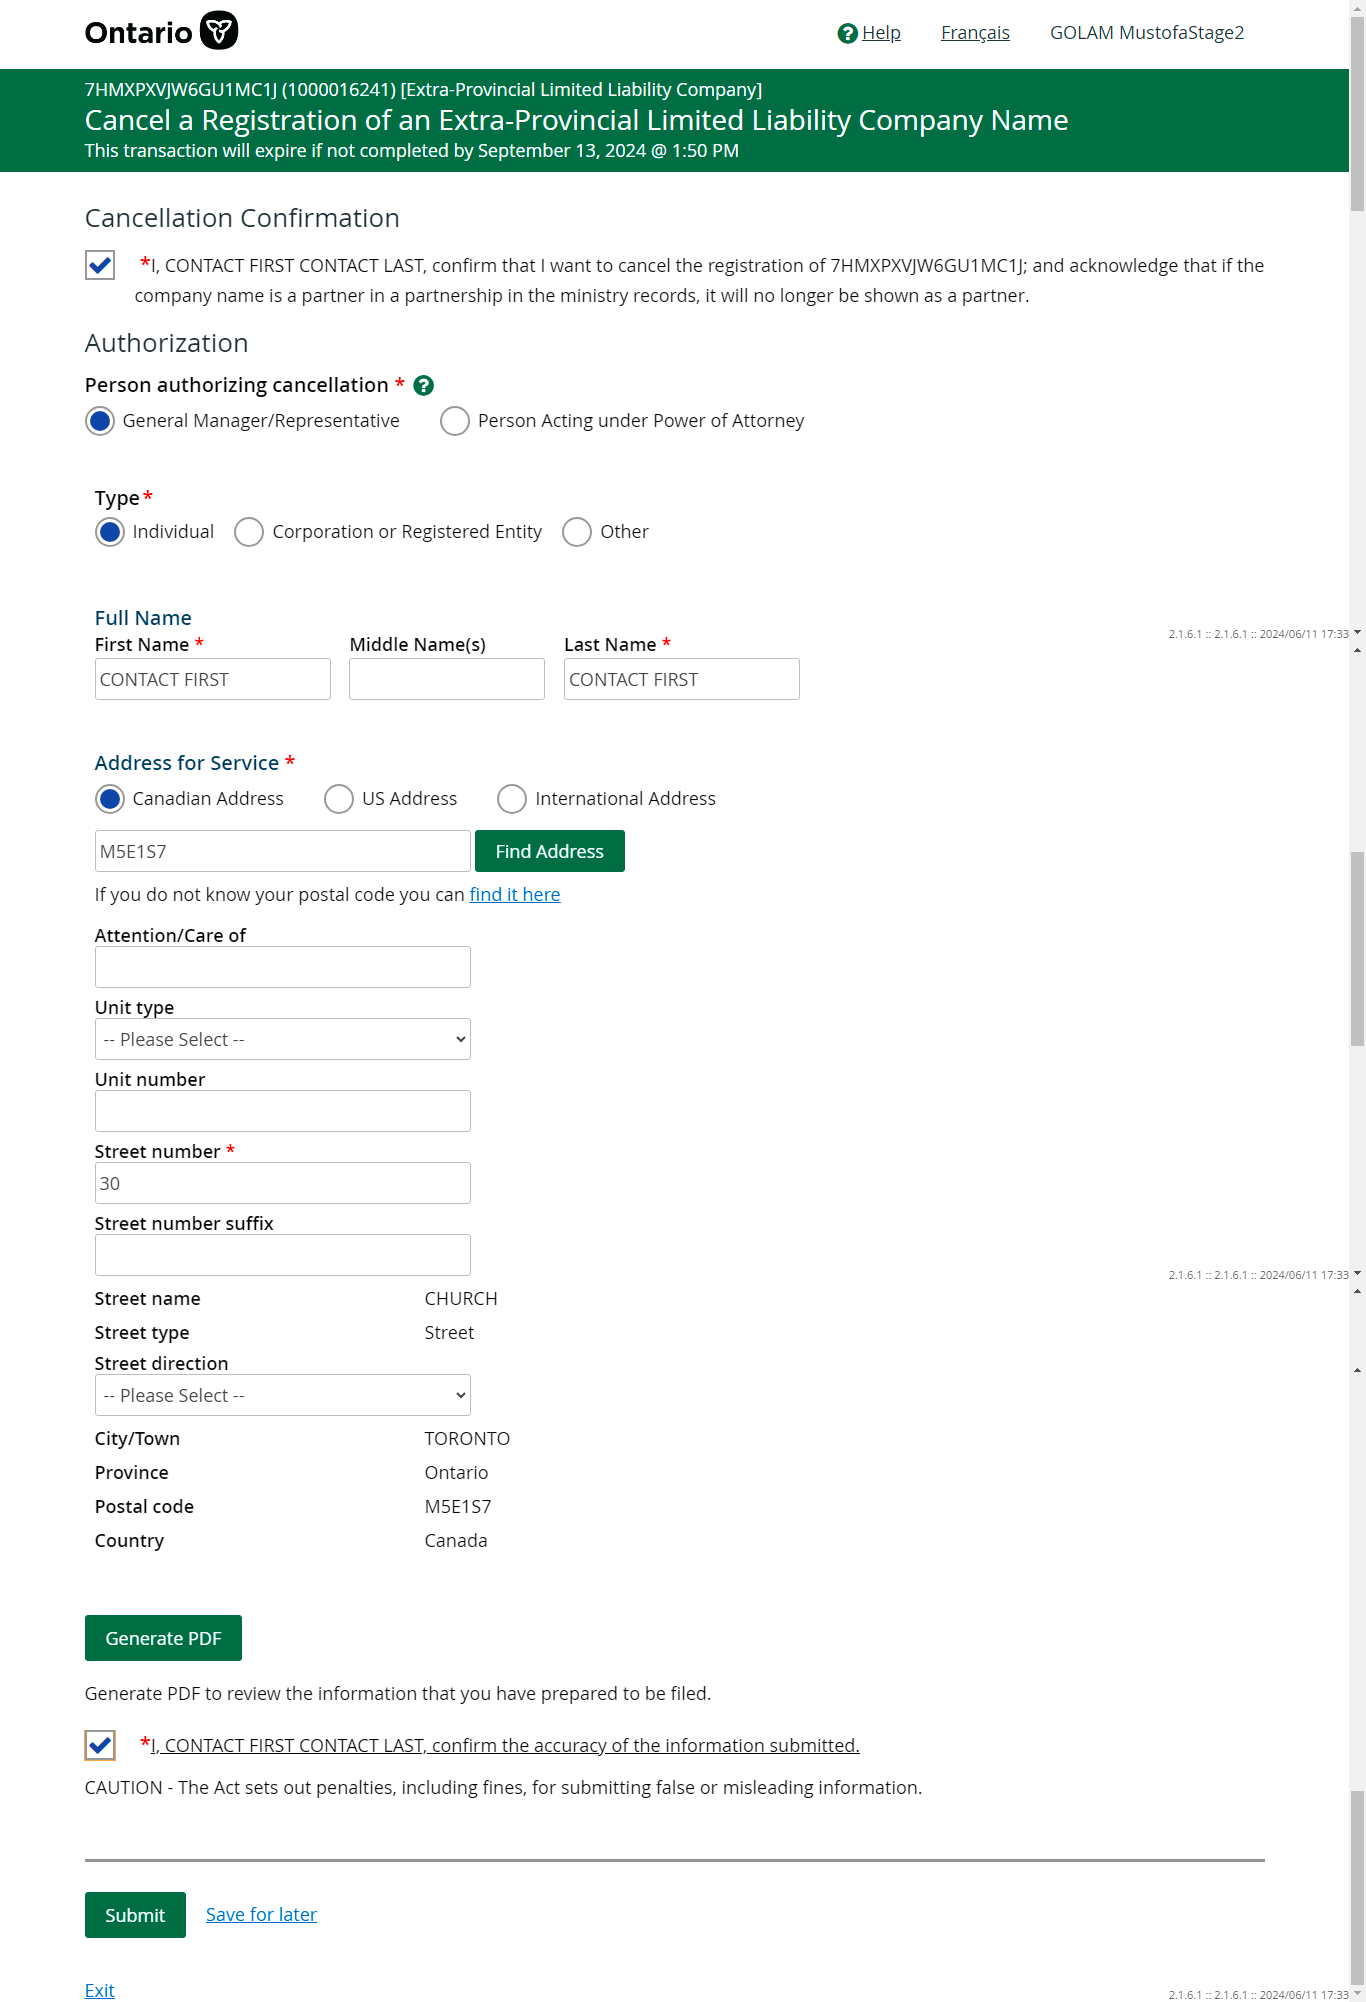 Ontario
Help Français GOLAM MustofaStage2
7HMXPXVJW6GU1MC1J (1000016241) [Extra-Provincial Limited Liability Company]
Cancel a Registration of an Extra-Provincial Limited Liability Company Name
This transaction will expire if not completed by September 13, 2024 @ 1:50 PM
Cancellation Confirmation
*I, CONTACT FIRST CONTACT LAST, confirm that I want to cancel the registration of 7HMXPXVJW6GU1MC1J; and acknowledge that if the
company name is a partner in a partnership in the ministry records, it will no longer be shown as a partner.
Authorization
Person authorizing cancellation * ?
General Manager/Representative Person Acting under Power of Attorney
Type*
Individual Corporation or Registered Entity Other
Full Name
2.1.6.1 :: 2.1.6.1 :: 2024/06/11 17:33
First Name * Middle Name(s) Last Name *
CONTACT FIRST CONTACT FIRST
Address for Service *
Canadian Address US Address International Address
M5E1S7 Find Address
If you do not know your postal code you can find it here
Attention/Care of
Unit type
-- Please Select --
Unit number
Street number *
30
Street number suffix
2.1.6.1 :: 2.1.6.1 :: 2024/06/11 17:33
Street name CHURCH
Street type Street
Street direction
-- Please Select --
City/Town TORONTO
Province Ontario
Postal code M5E1S7
Country Canada
Generate PDF
Generate PDF to review the information that you have prepared to be filed.
*I, CONTACT FIRST CONTACT LAST, confirm the accuracy of the information submitted.
CAUTION - The Act sets out penalties, including fines, for submitting false or misleading information.
Submit Save for later
Exit
2.1.6.1 :: 2.1.6.1 :: 2024/06/11 17:33